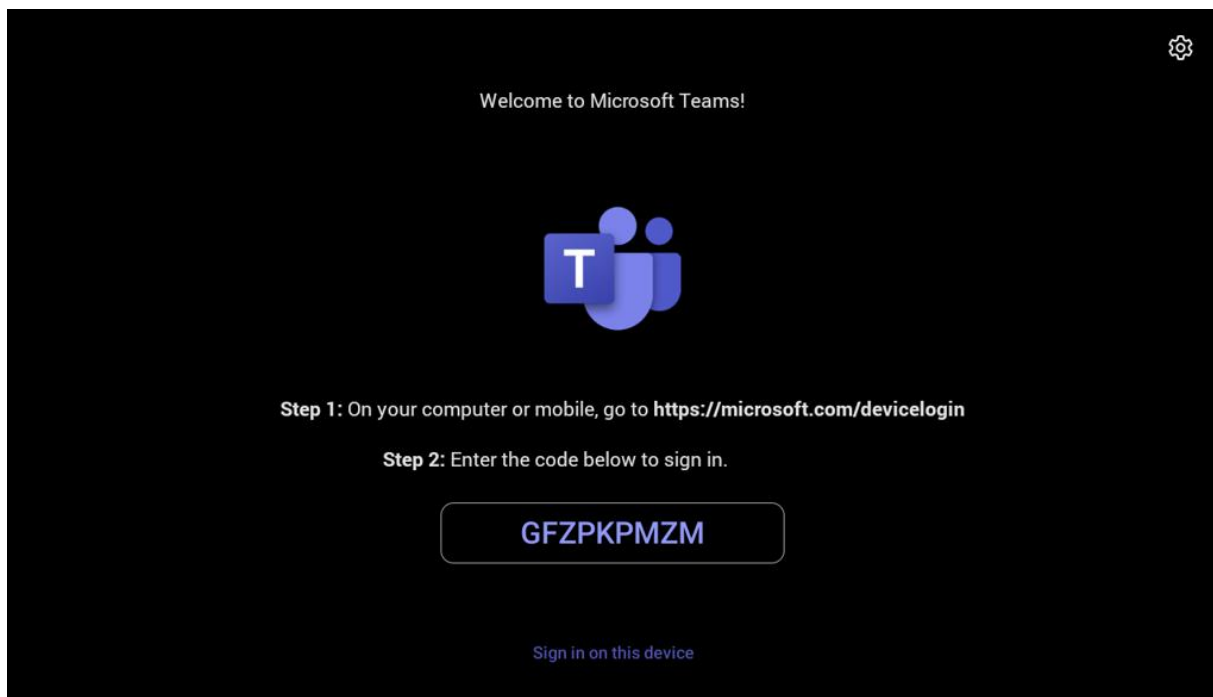 Welcome to Microsoft Teams!
T
Step 1: On your computer or mobile, go to https://microsoft.com/devicelogin
Step 2: Enter the code below to sign in.
GFZPKPMZM
Sign in on this device